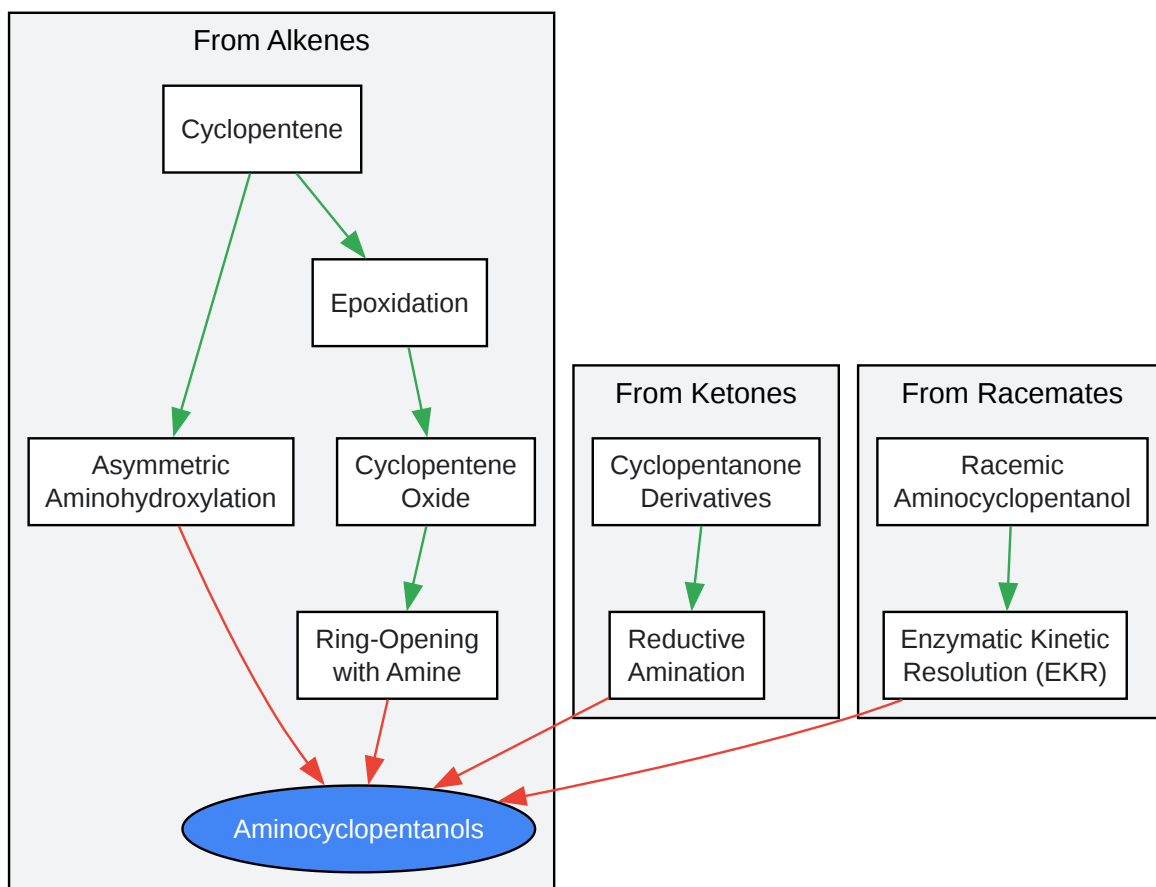 From Alkenes
Cyclopentene
Epoxidation
Asymmetric
Aminohydroxylation
Cyclopentene
Oxide
Ring-Opening
with Amine
Aminocyclopentanols
From Ketones
Cyclopentanone
Derivatives
Reductive
Amination
From Racemates
Racemic
Aminocyclopentanol
Enzymatic Kinetic
Resolution (EKR)